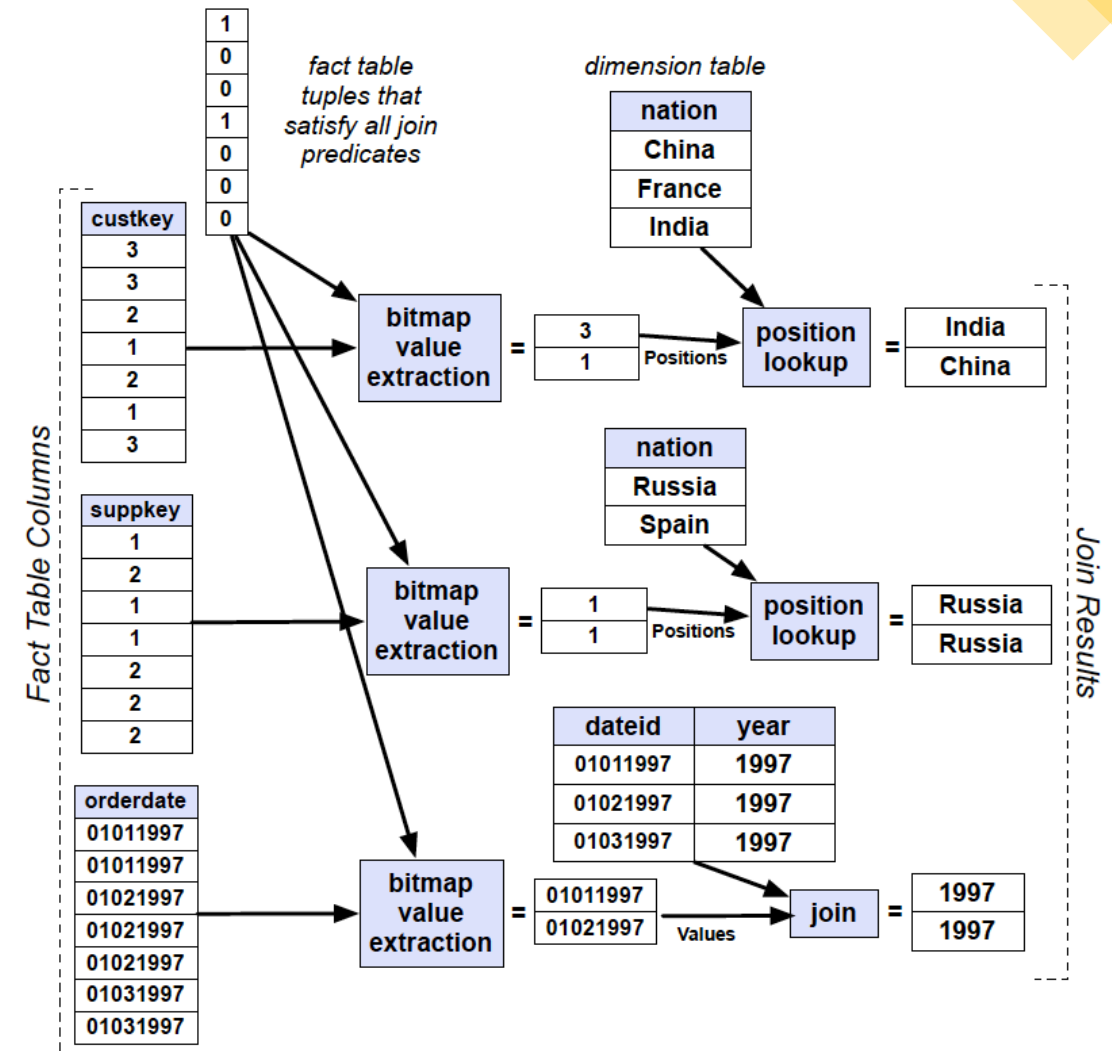 1
0
0
1
0
0
0
fact table
tuples that
satisfy all join
predicates
dimension table
nation
China
France
India
Fact Table Columns
custkey
3
3
2
1
2
1
3
bitmap
value
extraction
=
3
1
Positions
position
lookup
=
India
China
nation
Russia
Spain
suppkey
1
2
1
1
2
2
2
bitmap
value
extraction
=
1
1
Positions
position
lookup
=
Russia
Russia
Join Results
dateid year
01011997 1997
01021997 1997
01031997 1997
orderdate
01011997
01011997
01021997
01021997
01021997
01031997
01031997
bitmap
value
extraction
=
01011997
01021997
Values
join
=
1997
1997